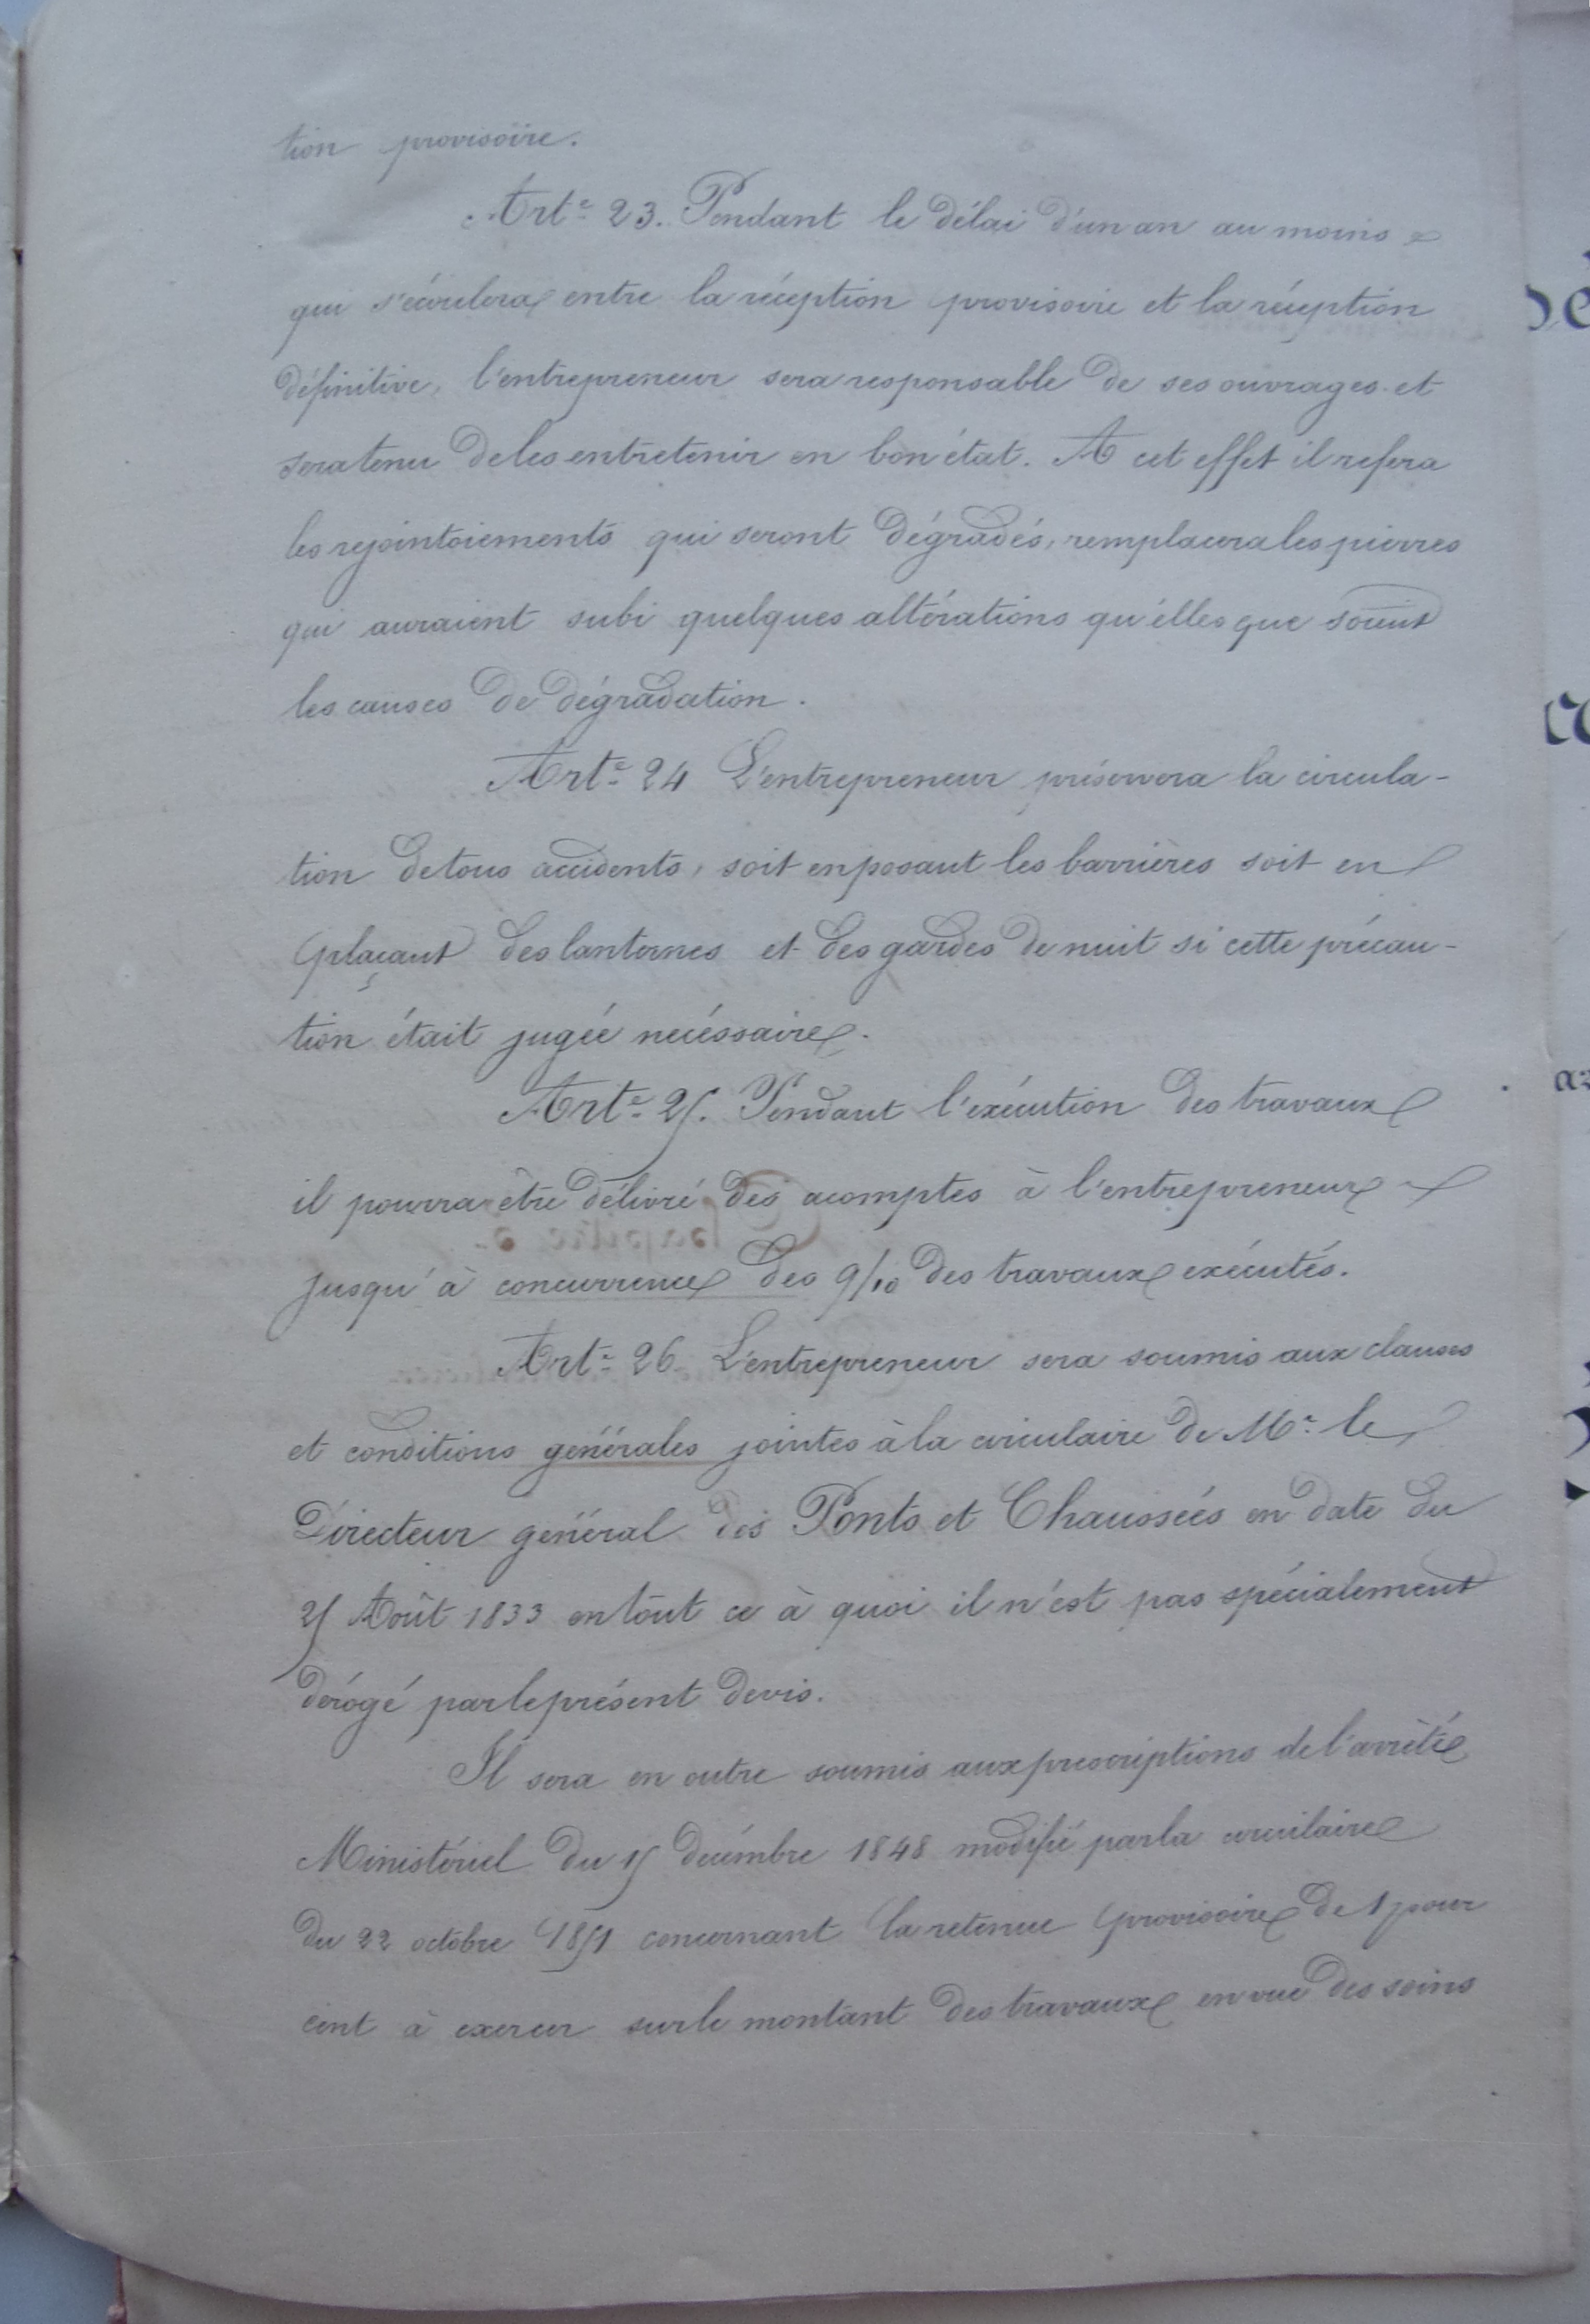 tion provisoire.
Art.e 23. Pendant le délai d'un an au moins
qui s'écoulera entre la réception provisoire et la réception
définitive, l'entrepreneur sera responsable de ses ouvrages et
sera tenu de les entretenir en bon état. A cet effet il refera
les rejointoiements qui seront dégradés, remplacera les pierres
qui auraient subi quelques altérations qu'elles que soient
les causes de dégradation.
Art.e 24 L'entrepreneur préservera la circula-
tion de tous accidents, soit en posant les barrières soit en
plaçant des lanternes et des gardes de nuit si cette précau-
tion était jugée nécéssaire.
Art.e 25. Pendant l'exécution des travaux
il pourra être délivré des acomptes à l'entrepreneur
jusqu'à concurrence des 9/10 des travaux exécutés.
Art.e 26 L'entrepreneur sera soumis aux clauses
et conditions générales jointes à la circulaire de Mr. le
Directeur général des Ponts et Chaussées en date du
25 Août 1833 en tout ce à quoi il n'est pas spécialement
dérogé par le présent devis.
Il sera en outre soumis aux prescriptions de l'arrêté
Ministériel du 15 décembre 1848 modifié par la circulaire
du 22 octobre 1851 concernant la retenue provisoire de 1 pour
cent à exercer sur le montant des travaux en vue des soins